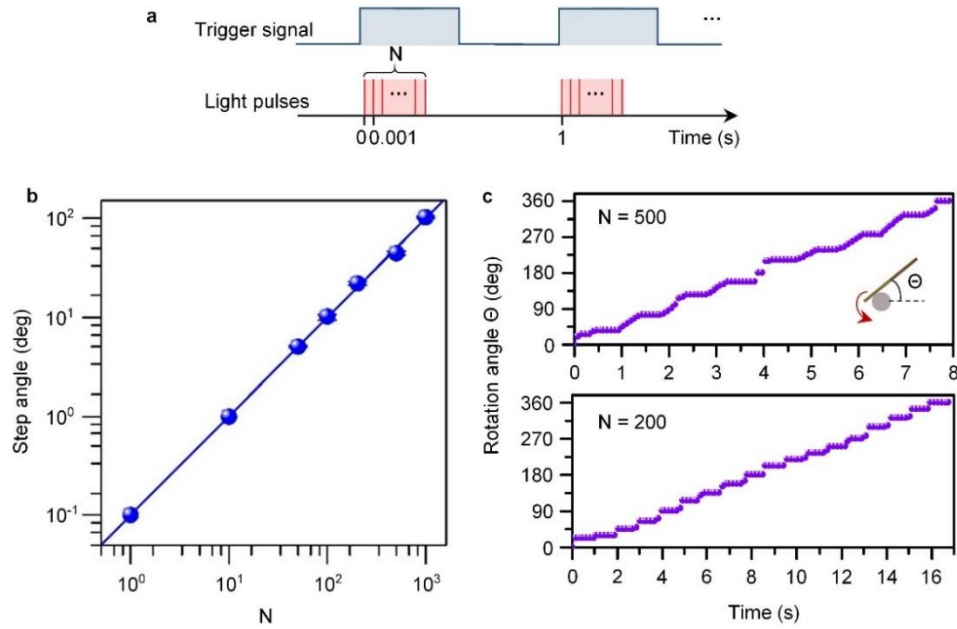 a
Trigger signal
...
N
...
...
Light pulses
0 0.001
1
Time (s)
b
10²
10¹
10⁰
10⁻¹
Step angle (deg)
10⁰ 10¹ 10² 10³
N
c
Rotation angle Θ (deg)
N = 500
Θ
360
270
180
90
0
0 1 2 3 4 5 6 7 8
N = 200
360
270
180
90
0
0 2 4 6 8 10 12 14 16
Time (s)